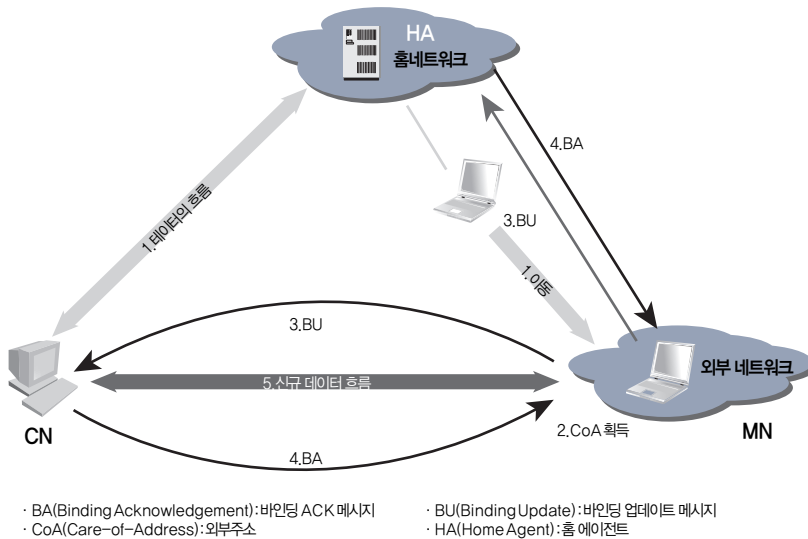 HA
홈네트워크
4.BA
1.데이터의 흐름
3.BU
1.이동
3.BU
외부 네트워크
5.신규 데이터 흐름
CN
2.CoA 획득
MN
4.BA
· BA(Binding Acknowledgement):바인딩 ACK 메시지
· BU(Binding Update):바인딩 업데이트 메시지
· CoA(Care-of-Address):외부주소
· HA(Home Agent):홈 에이전트